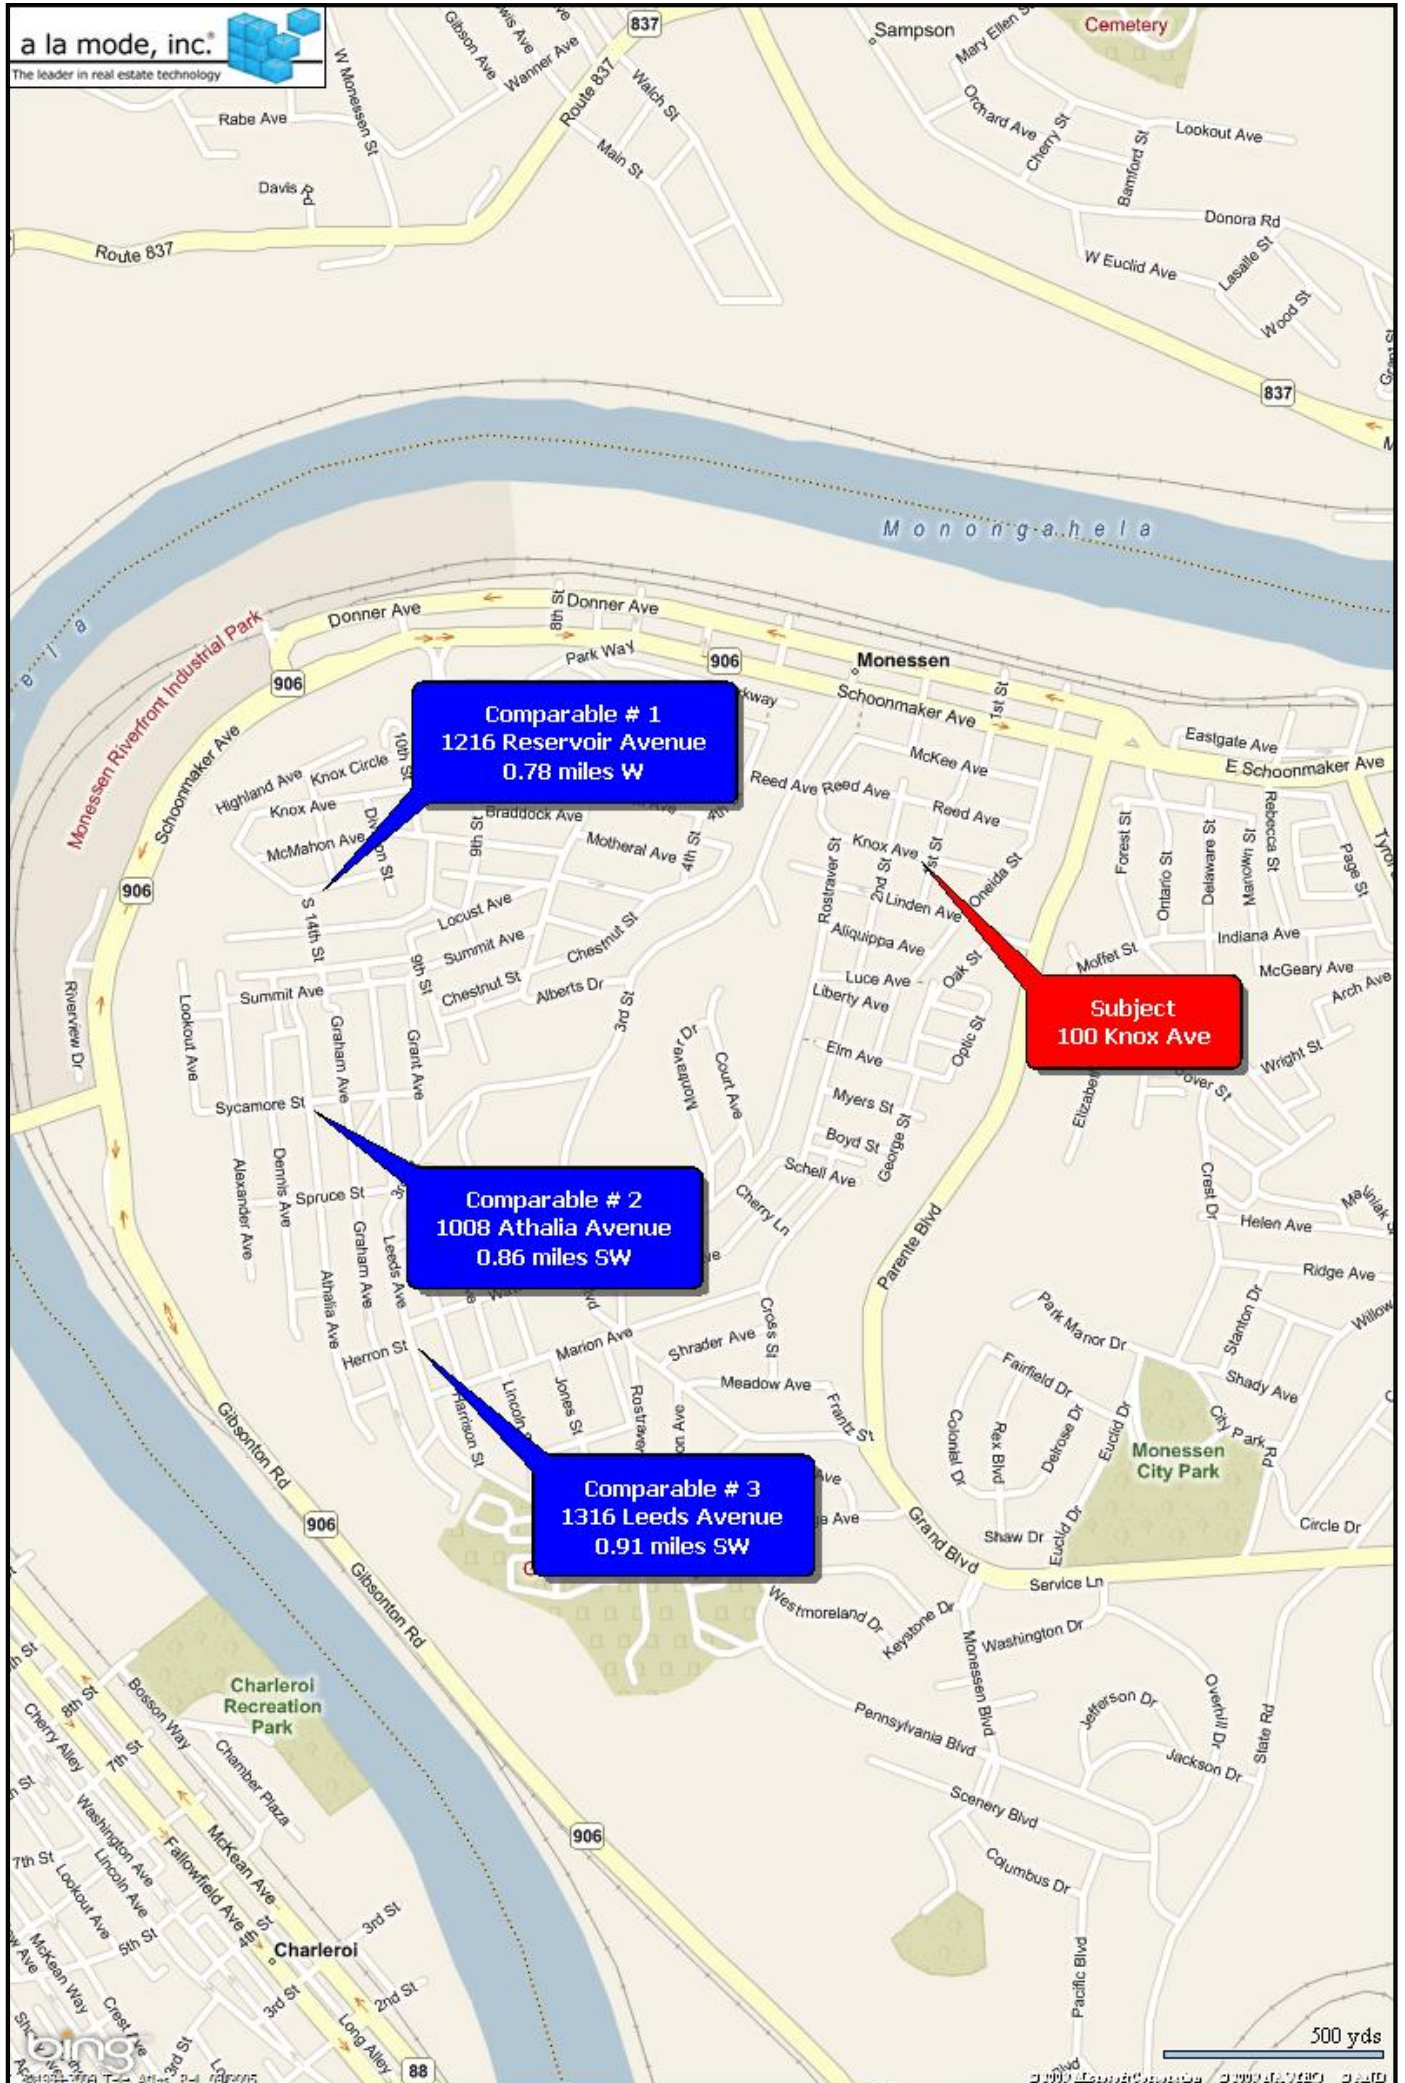 a la mode, inc.®
The leader in real estate technology
837
Gibson Ave
Wanner Ave
W Monessen St
Rabe Ave
Davis Rd
Route 837
Route 837
Walch St
Main St
Sampson
Mary Ellen St
Cemetery
Orchard Ave
Cherry St
Bamford St
Lookout Ave
Donora Rd
W Euclid Ave
Lasalle St
Wood St
837
Monongahela
e l a
Monessen Riverfront Industrial Park
Donner Ave
8th St
Donner Ave
Park Way
906
906
Monessen
Schoonmaker Ave
1st St
Schoonmaker Ave
Eastgate Ave
E Schoonmaker Ave
McKee Ave
Comparable # 1
1216 Reservoir Avenue
0.78 miles W
10th St
Knox Circle
Highland Ave
Knox Ave
McMahon Ave
Division St
9th St
Braddock Ave
Motheral Ave
4th St
4th
Reed Ave
Reed Ave
Reed Ave
Knox Ave
Rostraver St
2nd St
1st St
Oneida St
Linden Ave
Aliquippa Ave
Luce Ave
Liberty Ave
Oak St
Optic St
Elm Ave
Myers St
Boyd St
George St
Schell Ave
Forest St
Ontario St
Delaware St
Manown St
Rebecca St
Page St
Indiana Ave
McGeary Ave
Arch Ave
Moffet St
Wright St
Subject
100 Knox Ave
906
S 14th St
Locust Ave
Summit Ave
Chestnut St
Chestnut St
Alberts Dr
9th St
3rd St
Summit Ave
Lookout Ave
Riverview Dr
Graham Ave
Grant Ave
Sycamore St
Court Ave
Alexander Ave
Dennis Ave
Spruce St
Graham Ave
Leeds Ave
Athalia Ave
Comparable # 2
1008 Athalia Avenue
0.86 miles SW
Cherry Ln
Parente Blvd
Crest Dr
Helen Ave
Ridge Ave
Stanton Dr
Willow
Herron St
Marion Ave
Shrader Ave
Cross St
Meadow Ave
Frantz St
Park Manor Dr
Fairfield Dr
Shady Ave
Harrison St
Lincoln
Jones St
Rostraver
Colonial Dr
Rex Blvd
Delrose Dr
Euclid Dr
City Park Rd
Monessen
City Park
Comparable # 3
1316 Leeds Avenue
0.91 miles SW
Gibsonton Rd
906
Gibsonton Rd
Grand Blvd
Shaw Dr
Euclid Dr
Circle Dr
Service Ln
Westmoreland Dr
Keystone Dr
Washington Dr
Monessen Blvd
Pennsylvania Blvd
Jefferson Dr
Overhill Dr
Jackson Dr
State Rd
Scenery Blvd
Columbus Dr
Pacific Blvd
906
Charleroi
Recreation
Park
Bosson Way
8th St
Cherry Alley
7th St
Chamber Plaza
Washington Ave
McKean Ave
Fallowfield Ave
7th St
Lincoln Ave
Lookout Ave
5th St
4th St
3rd St
McKean Way
Charleroi
Crest Ave
3rd St
2nd St
Long Alley
3rd St
88
bing
500 yds